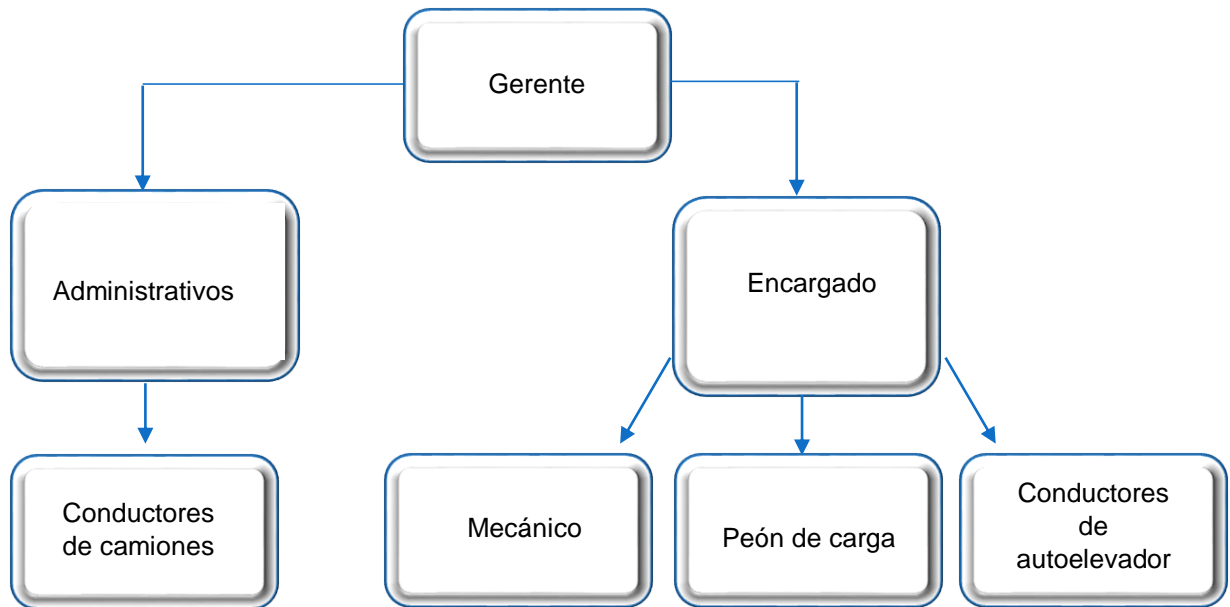 Gerente
Administrativos
Encargado
Conductores
de camiones
Mecánico
Peón de carga
Conductores
de
autoelevador